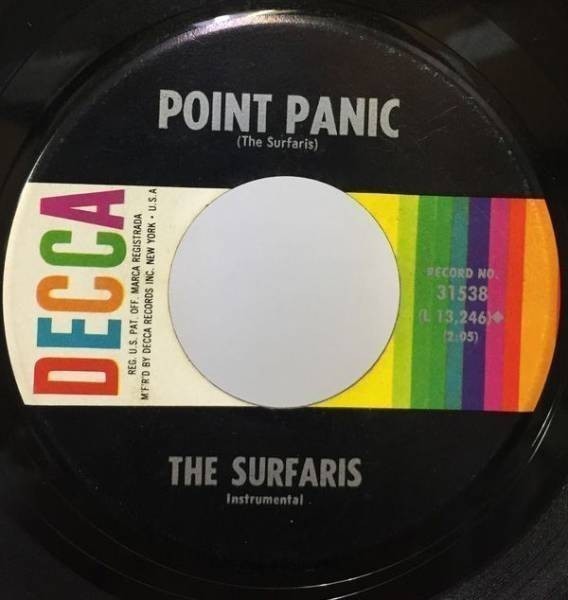 POINT PANIC
(The Surfaris)
DECCA
REG. U.S. PAT. OFF. MARCA REGISTRADA
M'F'R'D BY DECCA RECORDS INC. NEW YORK • U.S.A
RECORD NO.
31538
(L 13,246)◆
(2:05)
THE SURFARIS
Instrumental